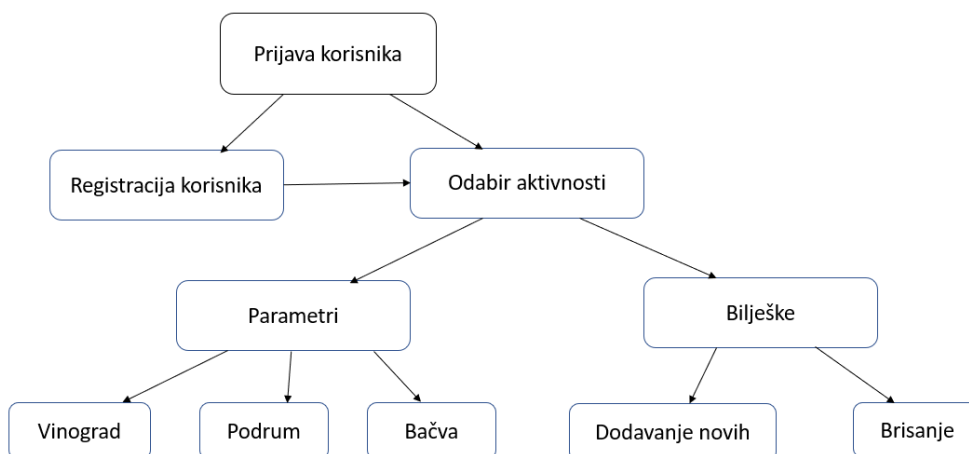 Prijava korisnika
Registracija korisnika
Odabir aktivnosti
Parametri
Bilješke
Vinograd
Podrum
Bačva
Dodavanje novih
Brisanje